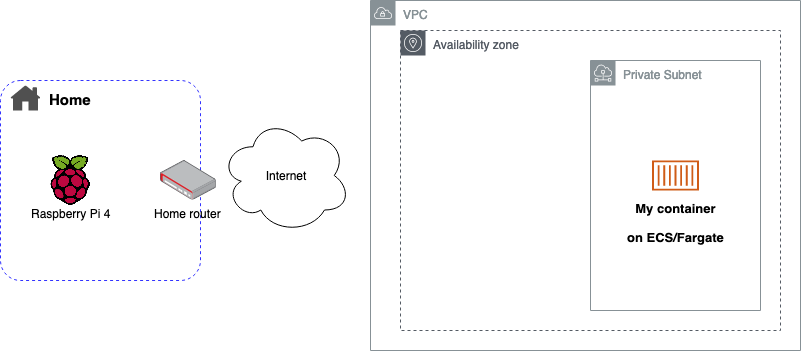 VPC
Availability zone
Private Subnet
Home
Internet
My container
Raspberry Pi 4
Home router
on ECS/Fargate